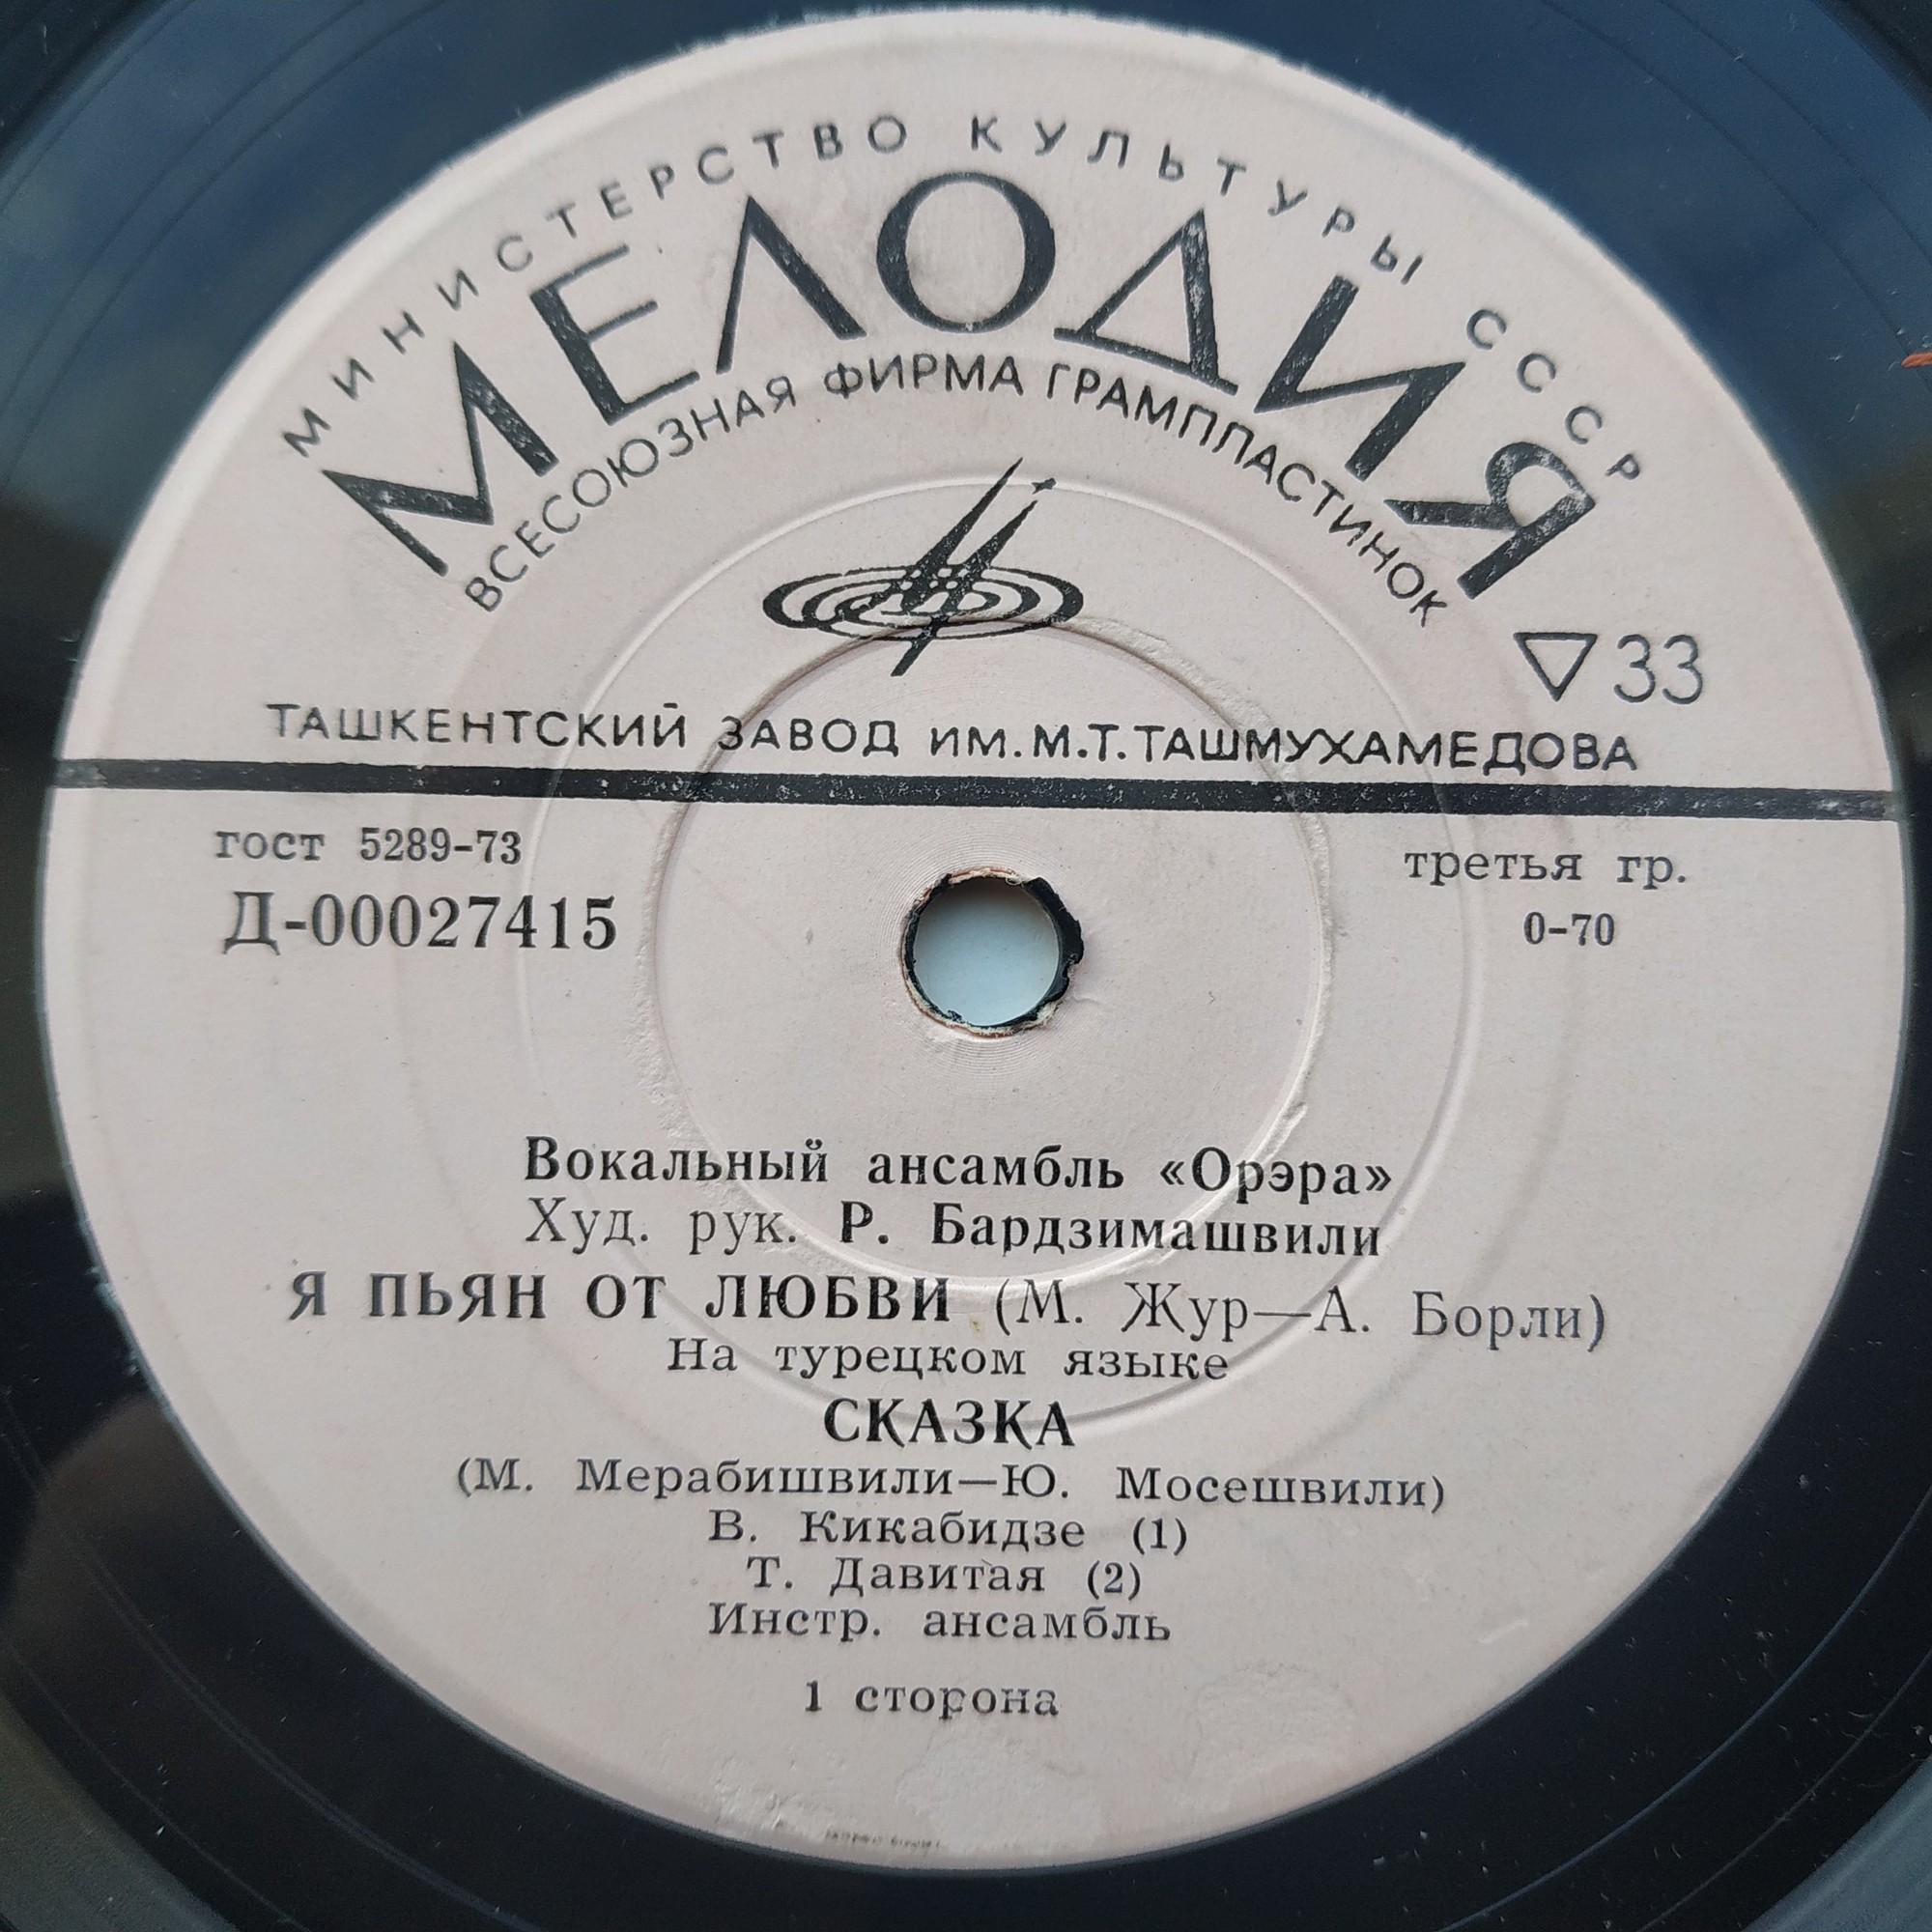 МИНИСТЕРСТВО КУЛЬТУРЫ СССР
МЕЛОДИЯ
ВСЕСОЮЗНАЯ ФИРМА ГРАМПЛАСТИНОК
▽33
ТАШКЕНТСКИЙ ЗАВОД ИМ. М.Т. ТАШМУХАМЕДОВА
гост 5289-73
третья гр.
Д-00027415
0-70
Вокальный ансамбль «Орэра»
Худ. рук. Р. Бардзимашвили
Я ПЬЯН ОТ ЛЮБВИ (М. Жур—А. Борли)
На турецком языке
СКАЗКА
(М. Мерабишвили—Ю. Мосешвили)
В. Кикабидзе (1)
Т. Давитая (2)
Инстр. ансамбль
1 сторона